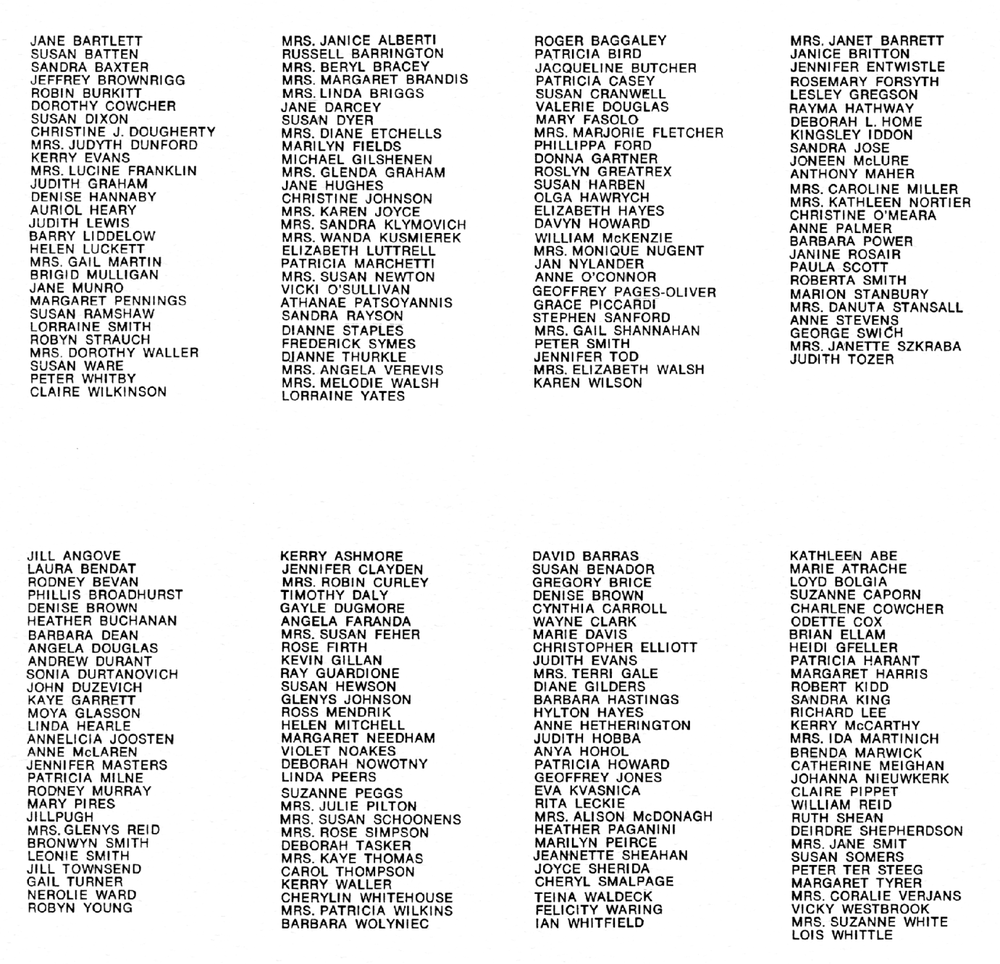 JANE BARTLETT
SUSAN BATTEN
SANDRA BAXTER
JEFFREY BROWNRIGG
ROBIN BURKITT
DOROTHY COWCHER
SUSAN DIXON
CHRISTINE J. DOUGHERTY
MRS. JUDYTH DUNFORD
KERRY EVANS
MRS. LUCINE FRANKLIN
JUDITH GRAHAM
DENISE HANNABY
AURIOL HEARY
JUDITH LEWIS
BARRY LIDDELOW
HELEN LUCKETT
MRS. GAIL MARTIN
BRIGID MULLIGAN
JANE MUNRO
MARGARET PENNINGS
SUSAN RAMSHAW
LORRAINE SMITH
ROBYN STRAUCH
MRS. DOROTHY WALLER
SUSAN WARE
PETER WHITBY
CLAIRE WILKINSON
MRS. JANICE ALBERTI
RUSSELL BARRINGTON
MRS. BERYL BRACEY
MRS. MARGARET BRANDIS
MRS. LINDA BRIGGS
JANE DARCEY
SUSAN DYER
MRS. DIANE ETCHELLS
MARILYN FIELDS
MICHAEL GILSHENEN
MRS. GLENDA GRAHAM
JANE HUGHES
CHRISTINE JOHNSON
MRS. KAREN JOYCE
MRS. SANDRA KLYMOVICH
MRS. WANDA KUSMIEREK
ELIZABETH LUTTRELL
PATRICIA MARCHETTI
MRS. SUSAN NEWTON
VICKI O'SULLIVAN
ATHANAE PATSOYANNIS
SANDRA RAYSON
DIANNE STAPLES
FREDERICK SYMES
DIANNE THURKLE
MRS. ANGELA VEREVIS
MRS. MELODIE WALSH
LORRAINE YATES
ROGER BAGGALEY
PATRICIA BIRD
JACQUELINE BUTCHER
PATRICIA CASEY
SUSAN CRANWELL
VALERIE DOUGLAS
MARY FASOLO
MRS. MARJORIE FLETCHER
PHILLIPPA FORD
DONNA GARTNER
ROSLYN GREATREX
SUSAN HARBEN
OLGA HAWRYCH
ELIZABETH HAYES
DAVYN HOWARD
WILLIAM McKENZIE
MRS. MONIQUE NUGENT
JAN NYLANDER
ANNE O'CONNOR
GEOFFREY PAGES-OLIVER
GRACE PICCARDI
STEPHEN SANFORD
MRS. GAIL SHANNAHAN
PETER SMITH
JENNIFER TOD
MRS. ELIZABETH WALSH
KAREN WILSON
MRS. JANET BARRETT
JANICE BRITTON
JENNIFER ENTWISTLE
ROSEMARY FORSYTH
LESLEY GREGSON
RAYMA HATHWAY
DEBORAH L. HOME
KINGSLEY IDDON
SANDRA JOSE
JONEEN McLURE
ANTHONY MAHER
MRS. CAROLINE MILLER
MRS. KATHLEEN NORTIER
CHRISTINE O'MEARA
ANNE PALMER
BARBARA POWER
JANINE ROSAIR
PAULA SCOTT
ROBERTA SMITH
MARION STANBURY
MRS. DANUTA STANSALL
ANNE STEVENS
GEORGE SWICH
MRS. JANETTE SZKRABA
JUDITH TOZER
JILL ANGOVE
LAURA BENDAT
RODNEY BEVAN
PHILLIS BROADHURST
DENISE BROWN
HEATHER BUCHANAN
BARBARA DEAN
ANGELA DOUGLAS
ANDREW DURANT
SONIA DURTANOVICH
JOHN DUZEVICH
KAYE GARRETT
MOYA GLASSON
LINDA HEARLE
ANNELICIA JOOSTEN
ANNE McLAREN
JENNIFER MASTERS
PATRICIA MILNE
RODNEY MURRAY
MARY PIRES
JILLPUGH
MRS. GLENYS REID
BRONWYN SMITH
LEONIE SMITH
JILL TOWNSEND
GAIL TURNER
NEROLIE WARD
ROBYN YOUNG
KERRY ASHMORE
JENNIFER CLAYDEN
MRS. ROBIN CURLEY
TIMOTHY DALY
GAYLE DUGMORE
ANGELA FARANDA
MRS. SUSAN FEHER
ROSE FIRTH
KEVIN GILLAN
RAY GUARDIONE
SUSAN HEWSON
GLENYS JOHNSON
ROSS MENDRIK
HELEN MITCHELL
MARGARET NEEDHAM
VIOLET NOAKES
DEBORAH NOWOTNY
LINDA PEERS
SUZANNE PEGGS
MRS. JULIE PILTON
MRS. SUSAN SCHOONENS
MRS. ROSE SIMPSON
DEBORAH TASKER
MRS. KAYE THOMAS
CAROL THOMPSON
KERRY WALLER
CHERYLIN WHITEHOUSE
MRS. PATRICIA WILKINS
BARBARA WOLYNIEC
DAVID BARRAS
SUSAN BENADOR
GREGORY BRICE
DENISE BROWN
CYNTHIA CARROLL
WAYNE CLARK
MARIE DAVIS
CHRISTOPHER ELLIOTT
JUDITH EVANS
MRS. TERRI GALE
DIANE GILDERS
BARBARA HASTINGS
HYLTON HAYES
ANNE HETHERINGTON
JUDITH HOBBA
ANYA HOHOL
PATRICIA HOWARD
GEOFFREY JONES
EVA KVASNICA
RITA LECKIE
MRS. ALISON McDONAGH
HEATHER PAGANINI
MARILYN PEIRCE
JEANNETTE SHEAHAN
JOYCE SHERIDA
CHERYL SMALPAGE
TEINA WALDECK
FELICITY WARING
IAN WHITFIELD
KATHLEEN ABE
MARIE ATRACHE
LOYD BOLGIA
SUZANNE CAPORN
CHARLENE COWCHER
ODETTE COX
BRIAN ELLAM
HEIDI GFELLER
PATRICIA HARANT
MARGARET HARRIS
ROBERT KIDD
SANDRA KING
RICHARD LEE
KERRY McCARTHY
MRS. IDA MARTINICH
BRENDA MARWICK
CATHERINE MEIGHAN
JOHANNA NIEUWKERK
CLAIRE PIPPET
WILLIAM REID
RUTH SHEAN
DEIRDRE SHEPHERDSON
MRS. JANE SMIT
SUSAN SOMERS
PETER TER STEEG
MARGARET TYRER
MRS. CORALIE VERJANS
VICKY WESTBROOK
MRS. SUZANNE WHITE
LOIS WHITTLE